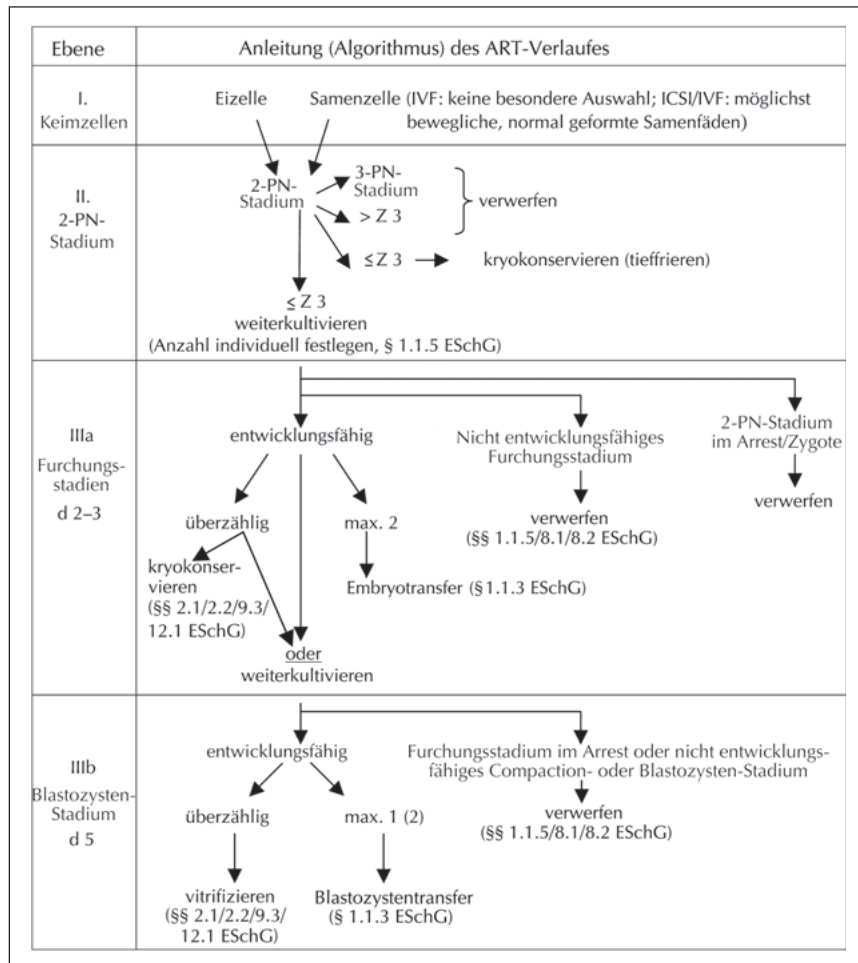 Ebene
Anleitung (Algorithmus) des ART-Verlaufes
I.
Keimzellen
Eizelle
Samenzelle (IVF: keine besondere Auswahl; ICSI/IVF: möglichst
bewegliche, normal geformte Samenfäden)
II.
2-PN-
Stadium
2-PN-
Stadium
3-PN-
Stadium
> Z 3
verwerfen
≤ Z 3
kryokonservieren (tieffrieren)
≤ Z 3
weiterkultivieren
(Anzahl individuell festlegen, § 1.1.5 ESchG)
IIIa
Furchungs-
stadien
d 2–3
entwicklungsfähig
Nicht entwicklungsfähiges
Furchungsstadium
2-PN-Stadium
im Arrest/Zygote
verwerfen
(§§ 1.1.5/8.1/8.2 ESchG)
verwerfen
überzählig
max. 2
kryokonser-
vieren
(§§ 2.1/2.2/9.3/
12.1 ESchG)
Embryotransfer (§ 1.1.3 ESchG)
oder
weiterkultivieren
IIIb
Blastozysten-
Stadium
d 5
entwicklungsfähig
Furchungsstadium im Arrest oder nicht entwicklungs-
fähiges Compaction- oder Blastozysten-Stadium
überzählig
max. 1 (2)
verwerfen
(§§ 1.1.5/8.1/8.2 ESchG)
vitrifizieren
(§§ 2.1/2.2/9.3/
12.1 ESchG)
Blastozystentransfer
(§ 1.1.3 ESchG)